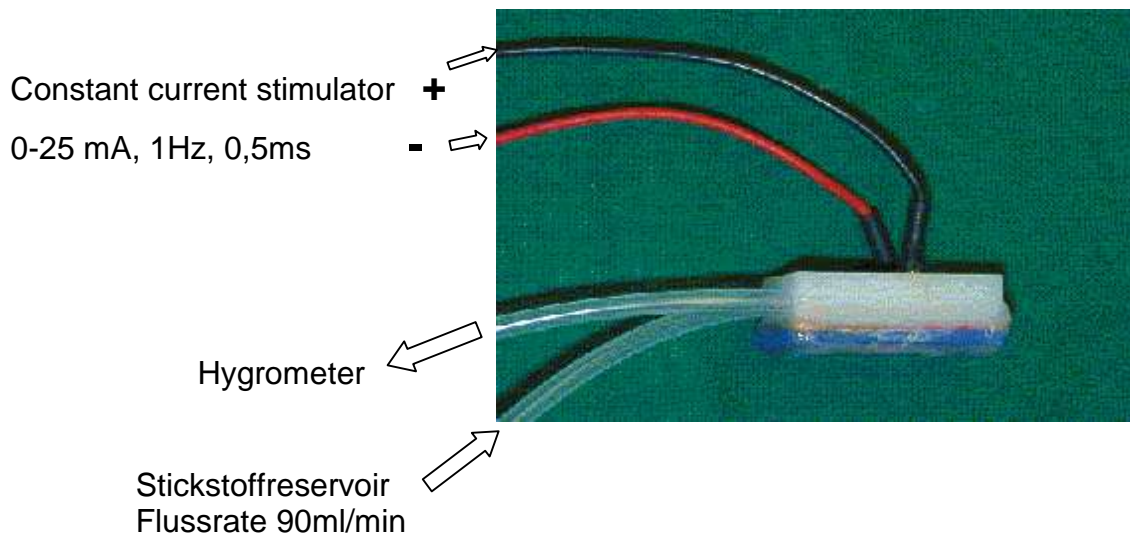 Constant current stimulator +
0-25 mA, 1Hz, 0,5ms -
Hygrometer
Stickstoffreservoir
Flussrate 90ml/min